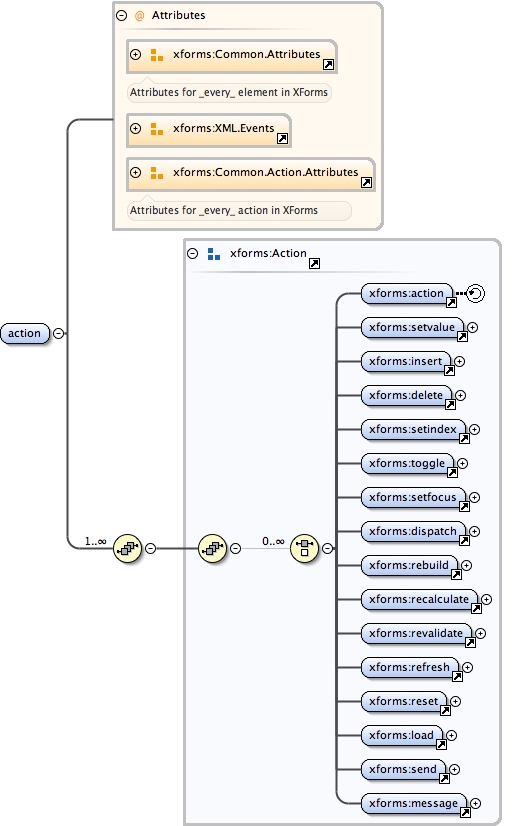 @ Attributes
xforms:Common.Attributes
Attributes for _every_ element in XForms
xforms:XML.Events
xforms:Common.Action.Attributes
Attributes for _every_ action in XForms
xforms:Action
xforms:action
xforms:setvalue
action
xforms:insert
xforms:delete
xforms:setindex
xforms:toggle
xforms:setfocus
xforms:dispatch
1..∞
0..∞
xforms:rebuild
xforms:recalculate
xforms:revalidate
xforms:refresh
xforms:reset
xforms:load
xforms:send
xforms:message